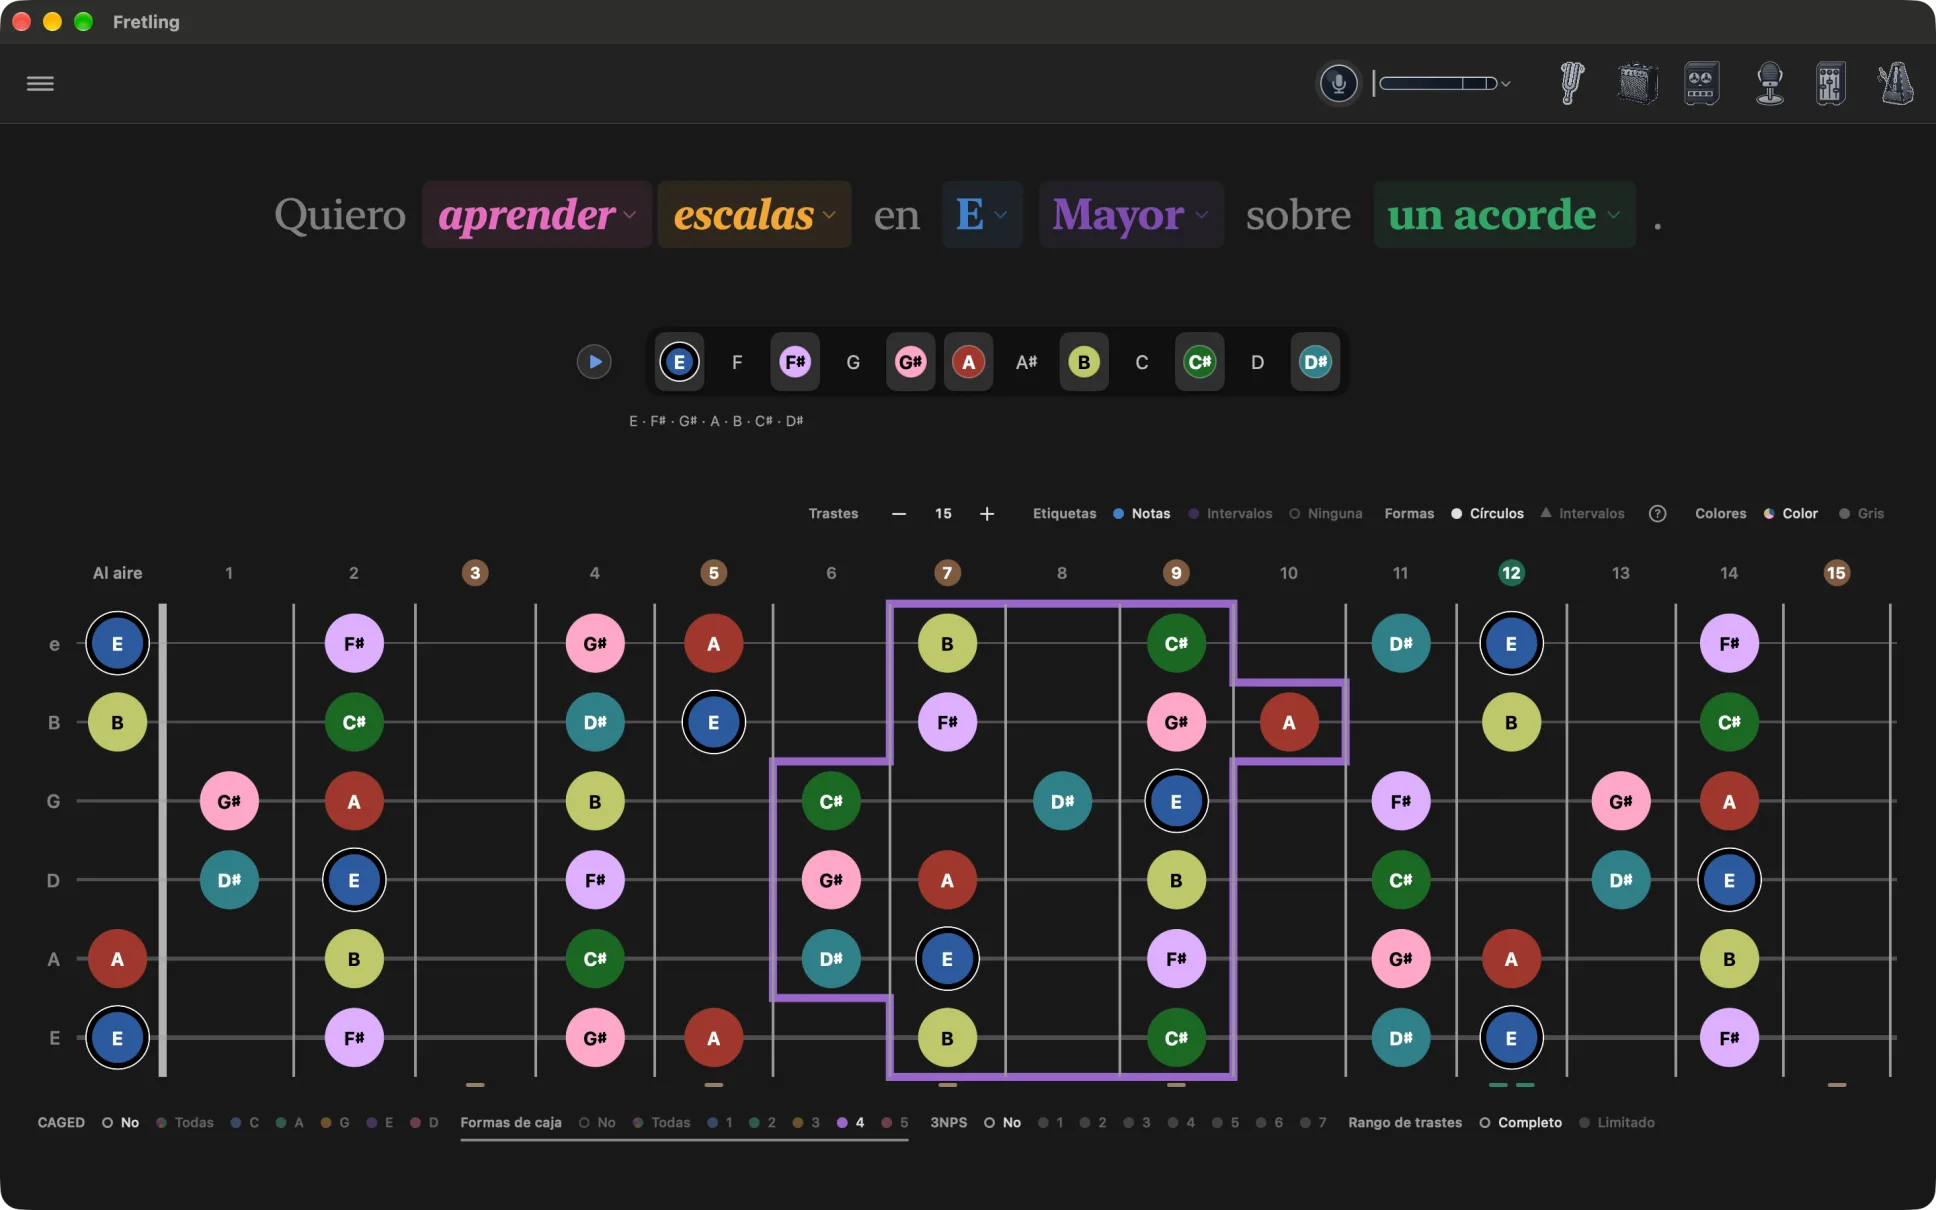 Fretling
Quiero aprender escalas en E Mayor sobre un acorde .
E F F# G G# A A# B C C# D D#
E · F# · G# · A · B · C# · D#
Trastes — 15 + Etiquetas Notas Intervalos Ninguna Formas Círculos Intervalos ? Colores Color Gris
Al aire 1 2 3 4 5 6 7 8 9 10 11 12 13 14 15
e E F# G# A B C# D# E F#
B B C# D# E F# G# A B C#
G G# A B C# D# E F# G# A
D D# E F# G# A B C# D# E
A A B C# D# E F# G# A B
E E F# G# A B C# D# E F#
CAGED No Todas C A G E D Formas de caja No Todas 1 2 3 4 5 3NPS No 1 2 3 4 5 6 7 Rango de trastes Completo Limitado